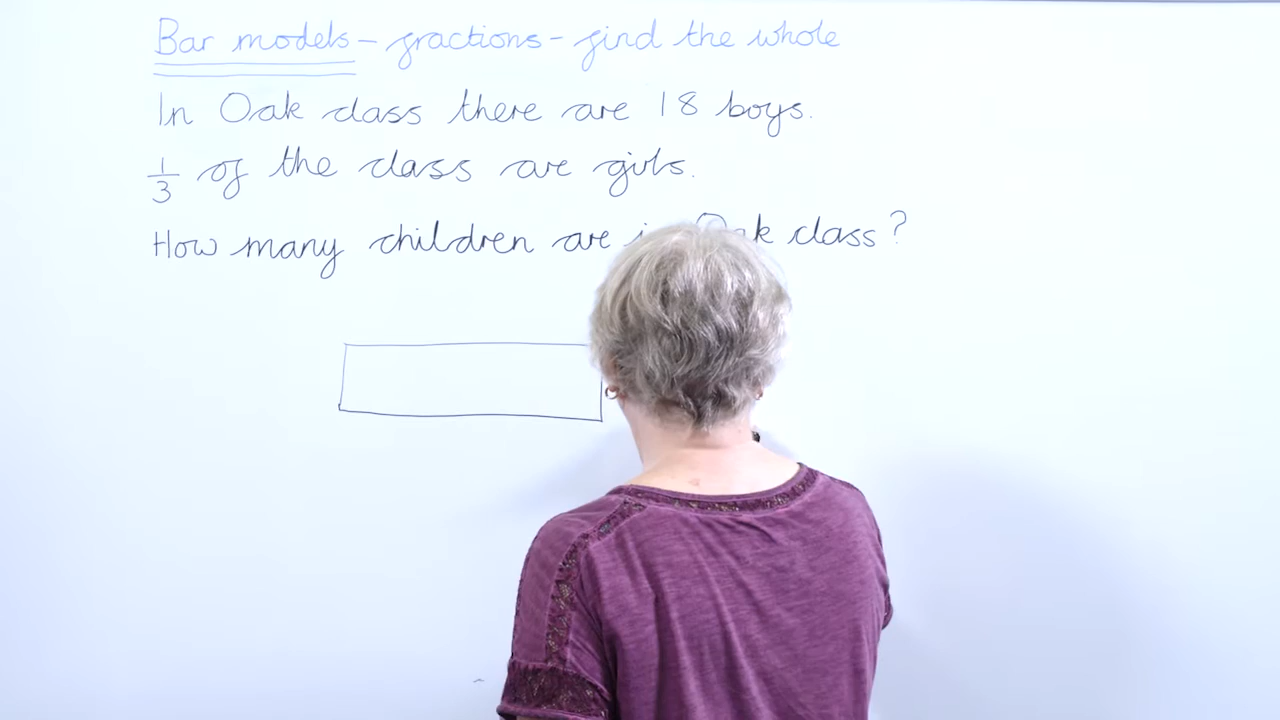 Bar models - fractions - find the whole
In Oak class there are 18 boys.
1/3 of the class are girls.
How many children are in Oak class?